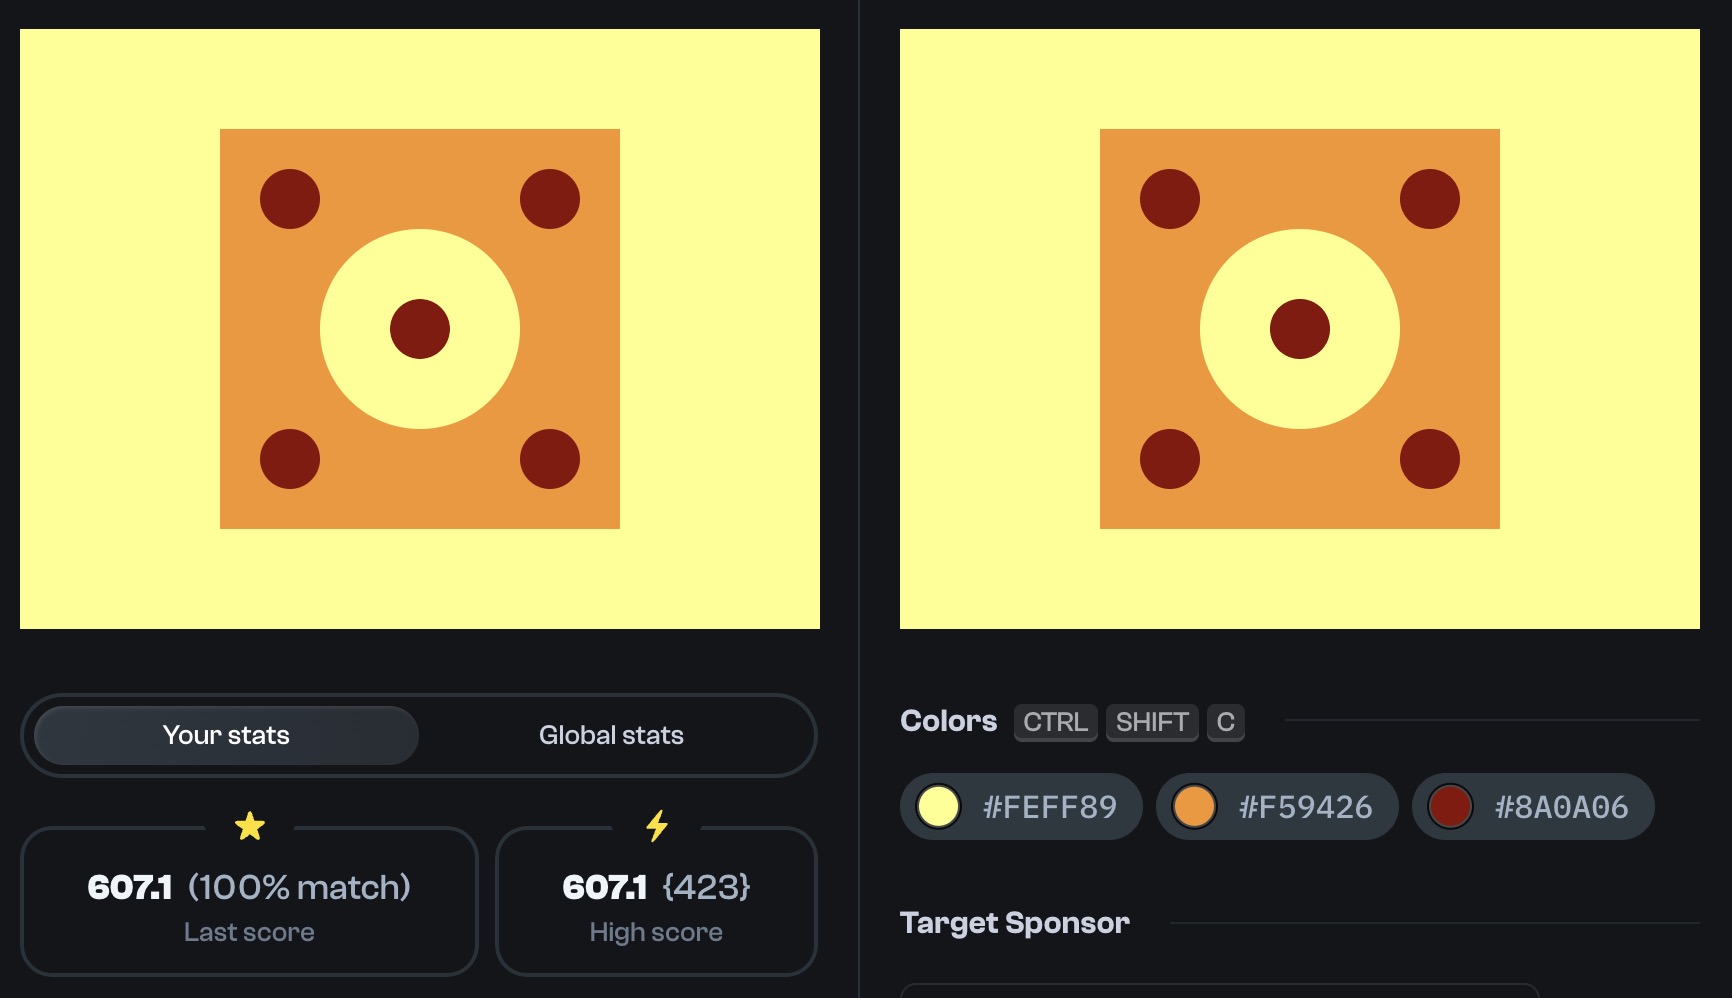 Your stats
Global stats
607.1 (100% match)
Last score
607.1 {423}
High score
Colors CTRL SHIFT C
#FEFF89
#F59426
#8A0A06
Target Sponsor